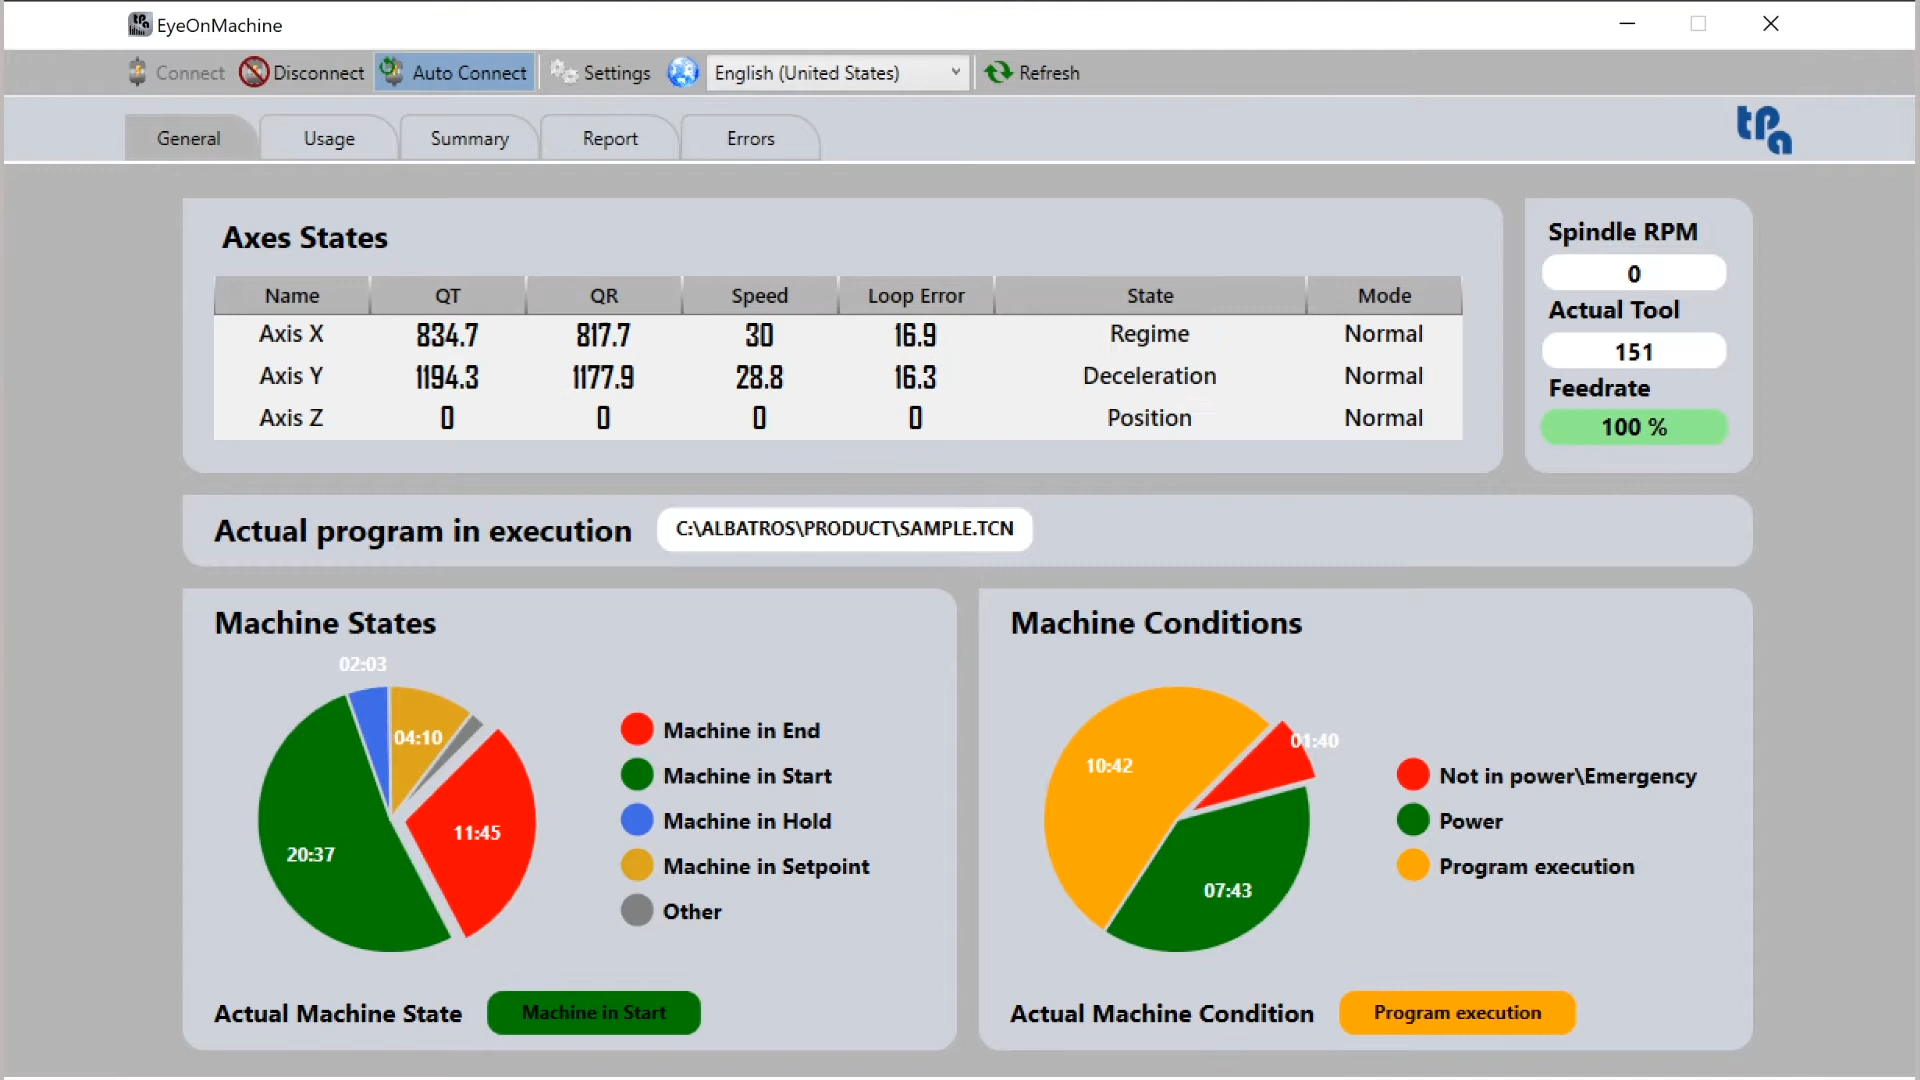 EyeOnMachine
Connect Disconnect Auto Connect Settings English (United States) Refresh
General Usage Summary Report Errors
tpa
Axes States
Name QT QR Speed Loop Error State Mode
Axis X 834.7 817.7 30 16.9 Regime Normal
Axis Y 1194.3 1177.9 28.8 16.3 Deceleration Normal
Axis Z 0 0 0 0 Position Normal
Spindle RPM
0
Actual Tool
151
Feedrate
100 %
Actual program in execution C:\ALBATROS\PRODUCT\SAMPLE.TCN
Machine States
02:03
04:10
11:45
20:37
Machine in End
Machine in Start
Machine in Hold
Machine in Setpoint
Other
Actual Machine State Machine in Start
Machine Conditions
01:40
10:42
07:43
Not in power\Emergency
Power
Program execution
Actual Machine Condition Program execution